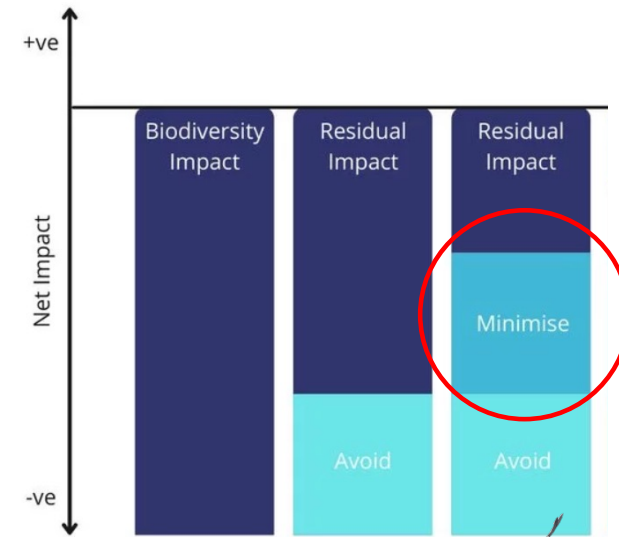 +ve
Biodiversity
Impact
Residual
Impact
Residual
Impact
Net Impact
Minimise
Avoid
Avoid
-ve